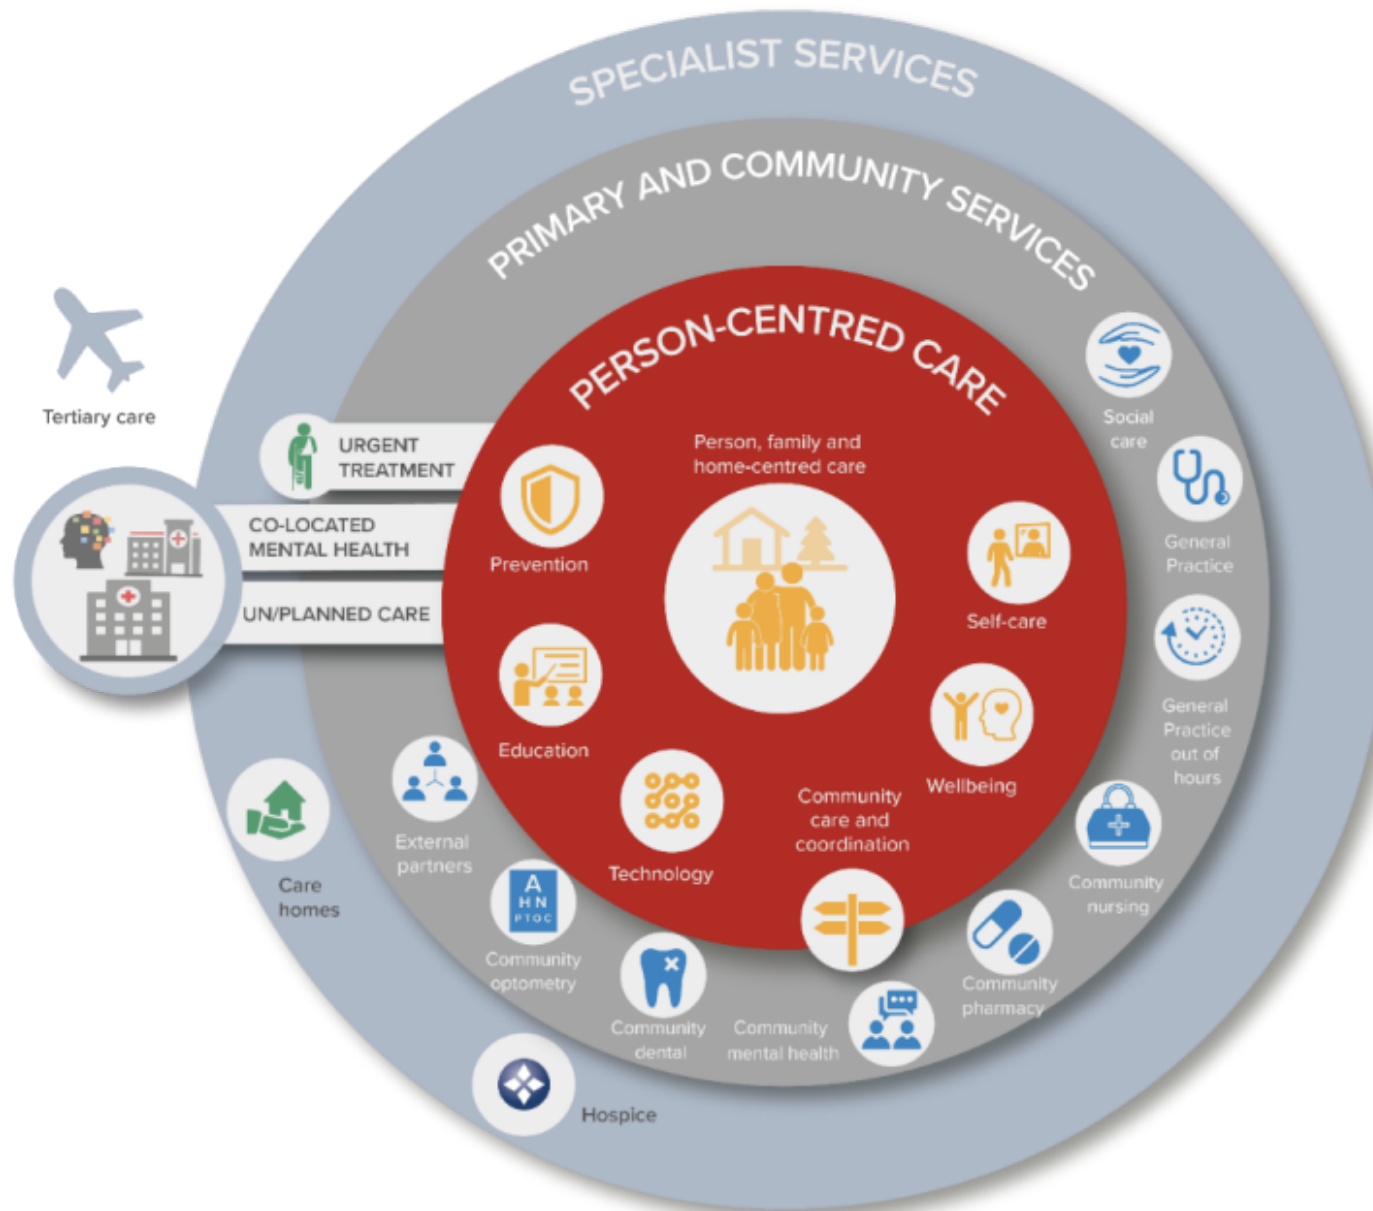 SPECIALIST SERVICES
PRIMARY AND COMMUNITY SERVICES
PERSON-CENTRED CARE
Tertiary care
URGENT
TREATMENT
CO-LOCATED
MENTAL HEALTH
UN/PLANNED CARE
Person, family and
home-centred care
Prevention
Education
Technology
Community
care and
coordination
Wellbeing
Self-care
Social
care
General
Practice
General
Practice
out of
hours
Community
nursing
Community
pharmacy
Community
mental health
Community
dental
A
H N
P T O C
Community
optometry
External
partners
Care
homes
Hospice